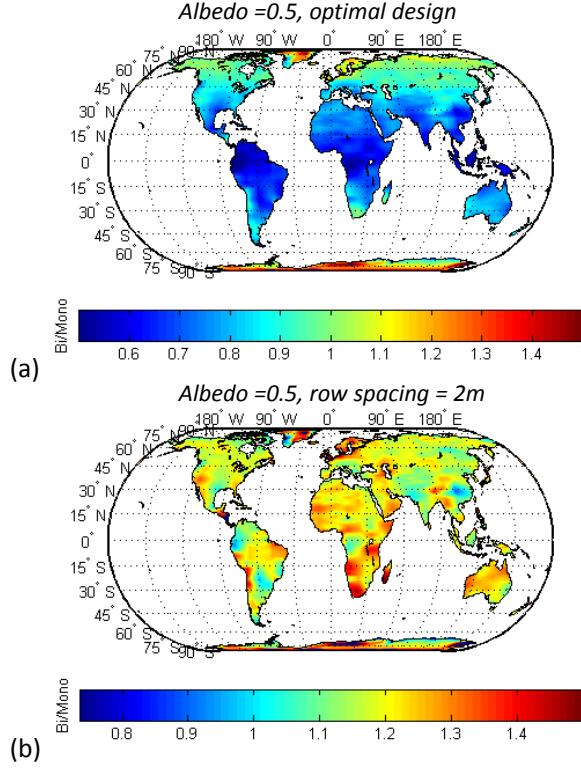 Albedo =0.5, optimal design
180° W 90° W 0° 90° E 180° E
75° N
60° N
45° N
30° N
15° N
0°
15° S
30° S
45° S
60° S
75° S
90° S
Bi/Mono
0.6 0.7 0.8 0.9 1 1.1 1.2 1.3 1.4
(a)
Albedo =0.5, row spacing = 2m
180° W 90° W 0° 90° E 180° E
75° N
60° N
45° N
30° N
15° N
0°
15° S
30° S
45° S
60° S
75° S
90° S
Bi/Mono
0.8 0.9 1 1.1 1.2 1.3 1.4
(b)